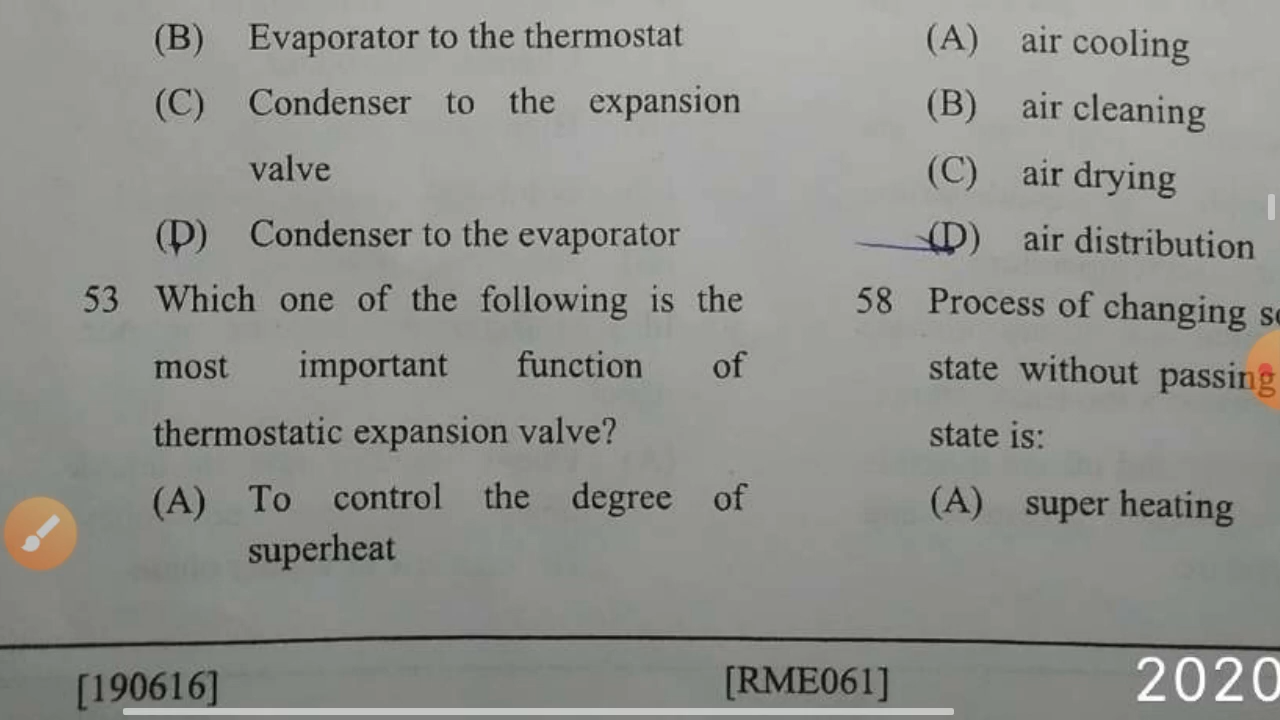 (B) Evaporator to the thermostat
(C) Condenser to the expansion
valve
(D) Condenser to the evaporator
53 Which one of the following is the
most important function of
thermostatic expansion valve?
(A) To control the degree of
superheat
(A) air cooling
(B) air cleaning
(C) air drying
(D) air distribution
58 Process of changing
state without passing
state is:
(A) super heating
[190616] [RME061]
2020